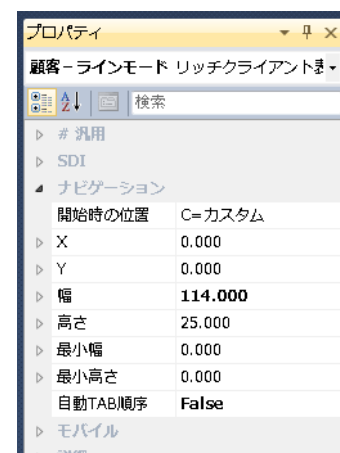 プロパティ
顧客 – ラインモード リッチクライアント表
検索
# 汎用
SDI
ナビゲーション
開始時の位置 C=カスタム
X 0.000
Y 0.000
幅 114.000
高さ 25.000
最小幅 0.000
最小高さ 0.000
自動TAB順序 False
モバイル